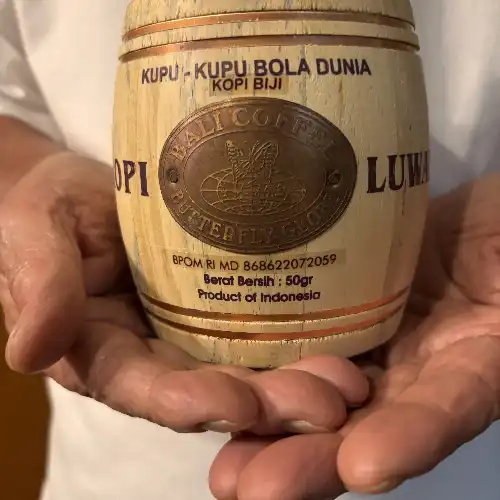 KUPU - KUPU BOLA DUNIA
KOPI BIJI
BALI COFFEE
OPI
LUWA
BUTTERFLY GLOBE
BPOM RI MD 868622072059
Berat Bersih : 50gr
Product of Indonesia